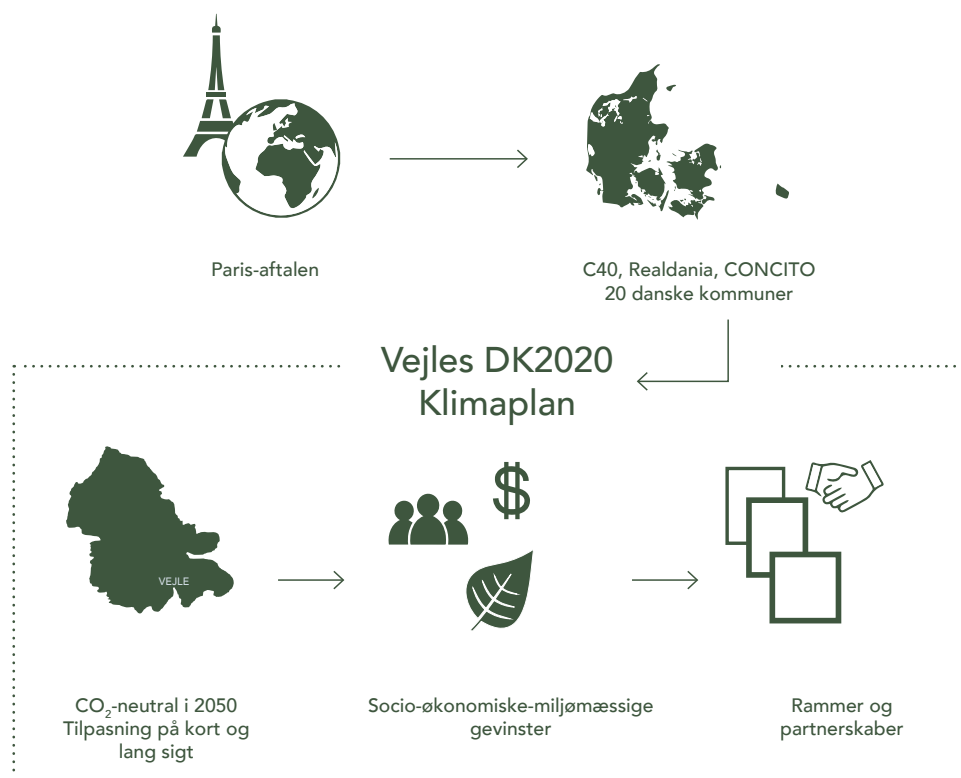 Paris-aftalen
C40, Realdania, CONCITO
20 danske kommuner
Vejles DK2020
Klimaplan
VEJLE
$
CO₂-neutral i 2050
Tilpasning på kort og
lang sigt
Socio-økonomiske-miljømæssige
gevinster
Rammer og
partnerskaber